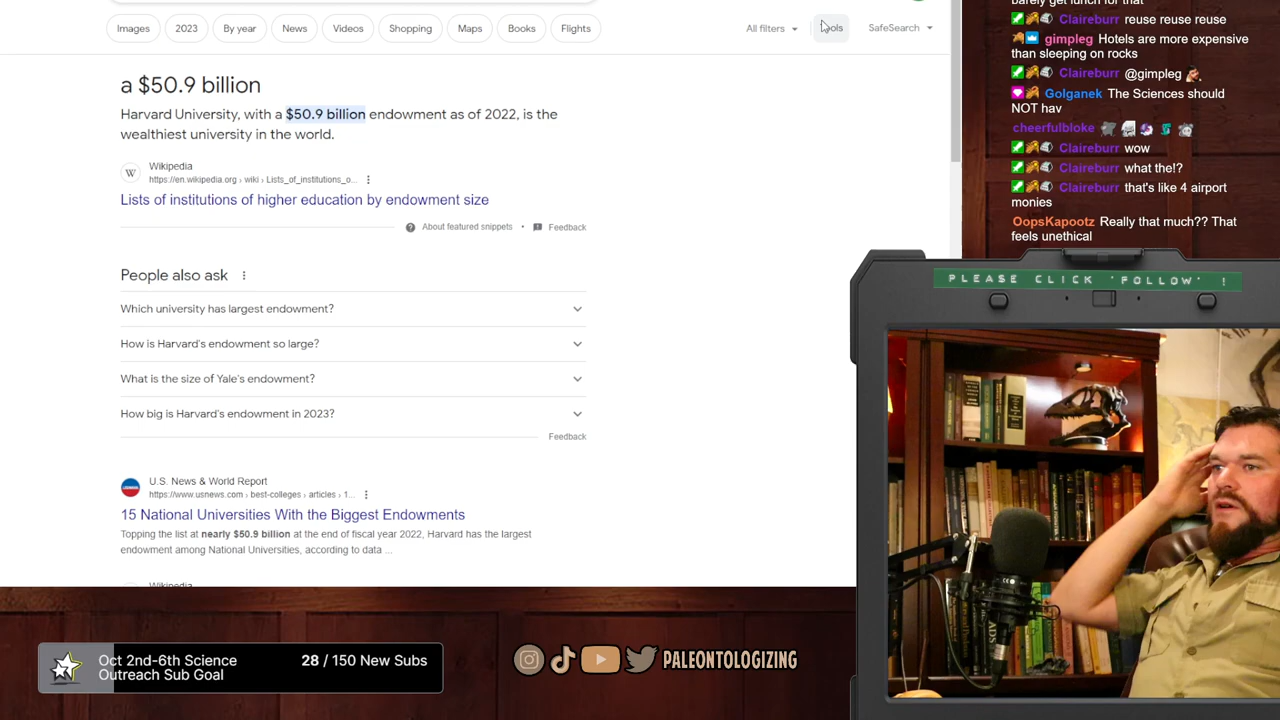 Images
2023
By year
News
Videos
Shopping
Maps
Books
Flights
All filters
SafeSearch
a $50.9 billion
Harvard University, with a $50.9 billion endowment as of 2022, is the
wealthiest university in the world.
W
Wikipedia
https://en.wikipedia.org › wiki › Lists_of_institutions_o...
Lists of institutions of higher education by endowment size
About featured snippets • Feedback
People also ask
Which university has largest endowment?
How is Harvard's endowment so large?
What is the size of Yale's endowment?
How big is Harvard's endowment in 2023?
Feedback
U.S. News & World Report
https://www.usnews.com › best-colleges › articles › 1...
15 National Universities With the Biggest Endowments
Topping the list at nearly $50.9 billion at the end of fiscal year 2022, Harvard has the largest
endowment among National Universities, according to data ...
Wikipedia
barely get lunch for that
Claireburr reuse reuse reuse
gimpleg Hotels are more expensive
than sleeping on rocks
Claireburr @gimpleg
Golganek The Sciences should
NOT hav
cheerfulbloke
Claireburr wow
Claireburr what the!?
Claireburr that's like 4 airport
monies
OopsKapootz Really that much?? That
feels unethical
PLEASE CLICK 'FOLLOW' !
Oct 2nd-6th Science
Outreach Sub Goal
28 / 150 New Subs
PALEONTOLOGIZING